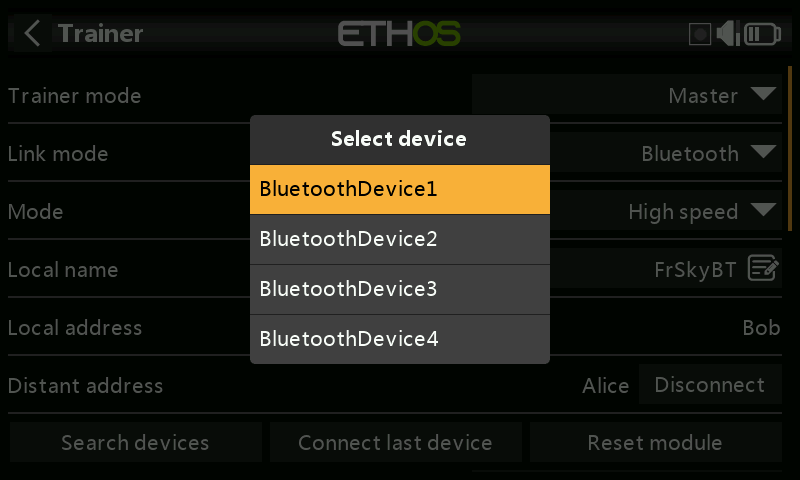 Trainer
ETHOS
Trainer mode
Master
Select device
Link mode
Bluetooth
BluetoothDevice1
Mode
High speed
BluetoothDevice2
Local name
FrSkyBT
BluetoothDevice3
Local address
Bob
BluetoothDevice4
Distant address
Alice
Disconnect
Search devices
Connect last device
Reset module